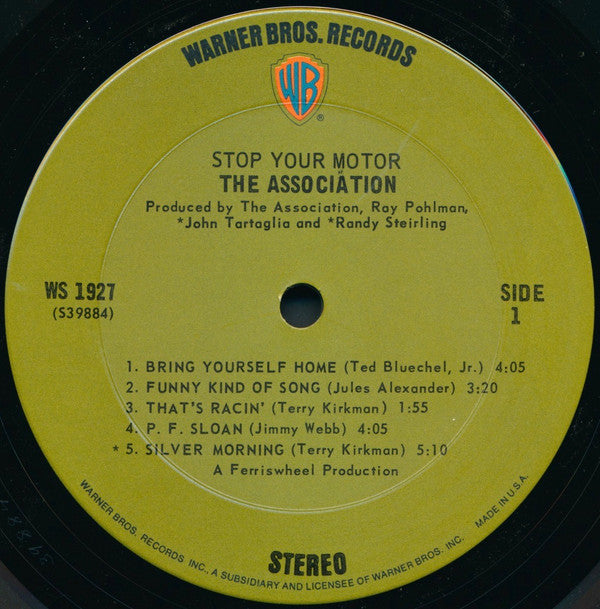 WARNER BROS. RECORDS
WB
®
STOP YOUR MOTOR
THE ASSOCIATION
Produced by The Association, Ray Pohlman,
*John Tartaglia and *Randy Steirling
WS 1927
(S39884)
SIDE
1
1. BRING YOURSELF HOME (Ted Bluechel, Jr.) 4:05
2. FUNNY KIND OF SONG (Jules Alexander) 3:20
3. THAT'S RACIN' (Terry Kirkman) 1:55
4. P. F. SLOAN (Jimmy Webb) 4:05
* 5. SILVER MORNING (Terry Kirkman) 5:10
A Ferriswheel Production
STEREO
WARNER BROS. RECORDS INC., A SUBSIDIARY AND LICENSEE OF WARNER BROS. INC. MADE IN U.S.A.